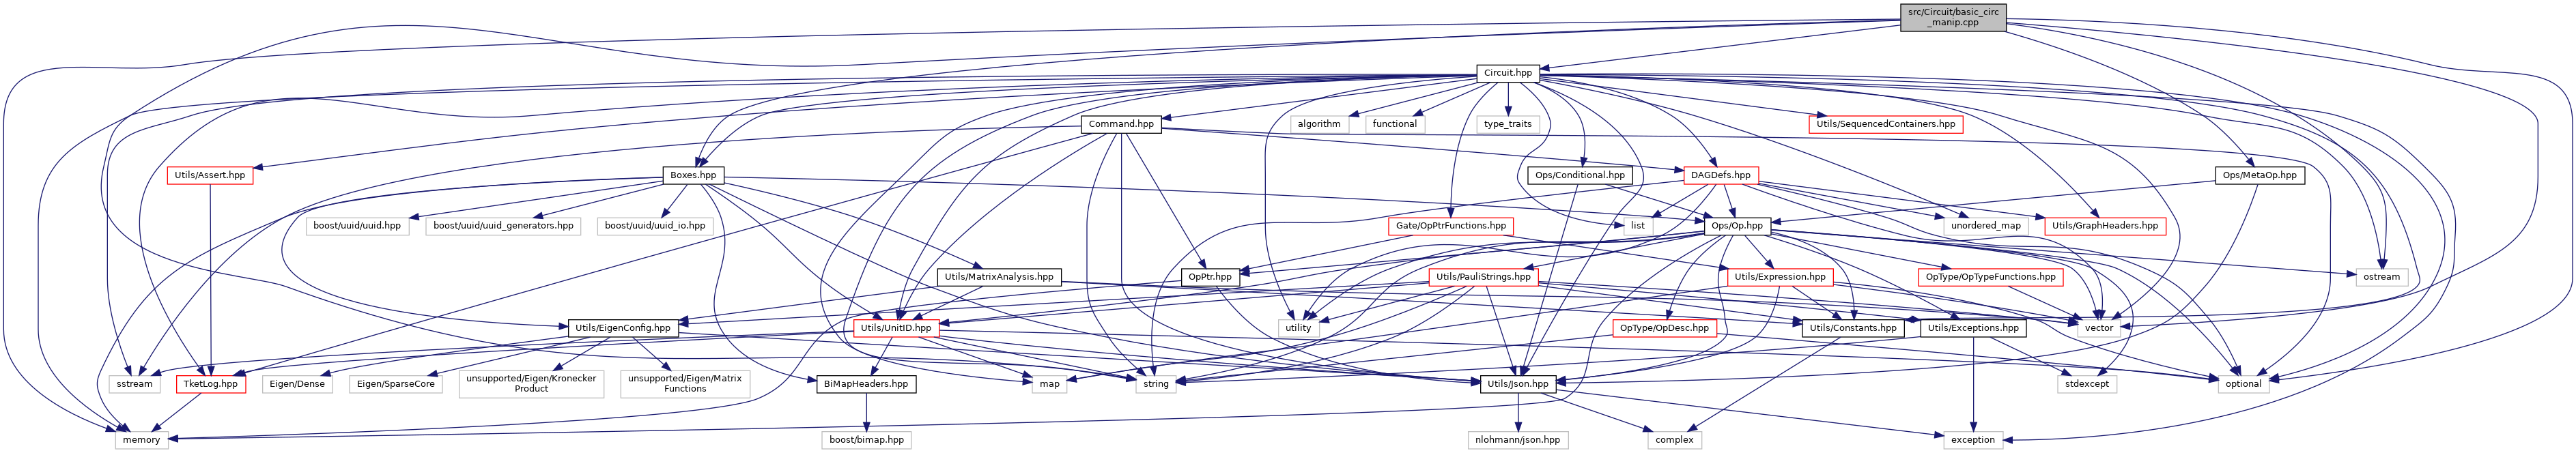 src/Circuit/basic_circ
_manip.cpp
Circuit.hpp
Command.hpp
algorithm
functional
type_traits
Utils/SequencedContainers.hpp
Utils/Assert.hpp
Boxes.hpp
Ops/Conditional.hpp
DAGDefs.hpp
Ops/MetaOp.hpp
boost/uuid/uuid.hpp
boost/uuid/uuid_generators.hpp
boost/uuid/uuid_io.hpp
Gate/OpPtrFunctions.hpp
list
Ops/Op.hpp
unordered_map
Utils/GraphHeaders.hpp
Utils/MatrixAnalysis.hpp
OpPtr.hpp
Utils/PauliStrings.hpp
Utils/Expression.hpp
OpType/OpTypeFunctions.hpp
ostream
Utils/EigenConfig.hpp
Utils/UnitID.hpp
utility
OpType/OpDesc.hpp
Utils/Constants.hpp
Utils/Exceptions.hpp
vector
sstream
TketLog.hpp
Eigen/Dense
Eigen/SparseCore
unsupported/Eigen/Kronecker
Product
unsupported/Eigen/Matrix
Functions
BiMapHeaders.hpp
map
string
Utils/Json.hpp
stdexcept
optional
memory
boost/bimap.hpp
nlohmann/json.hpp
complex
exception